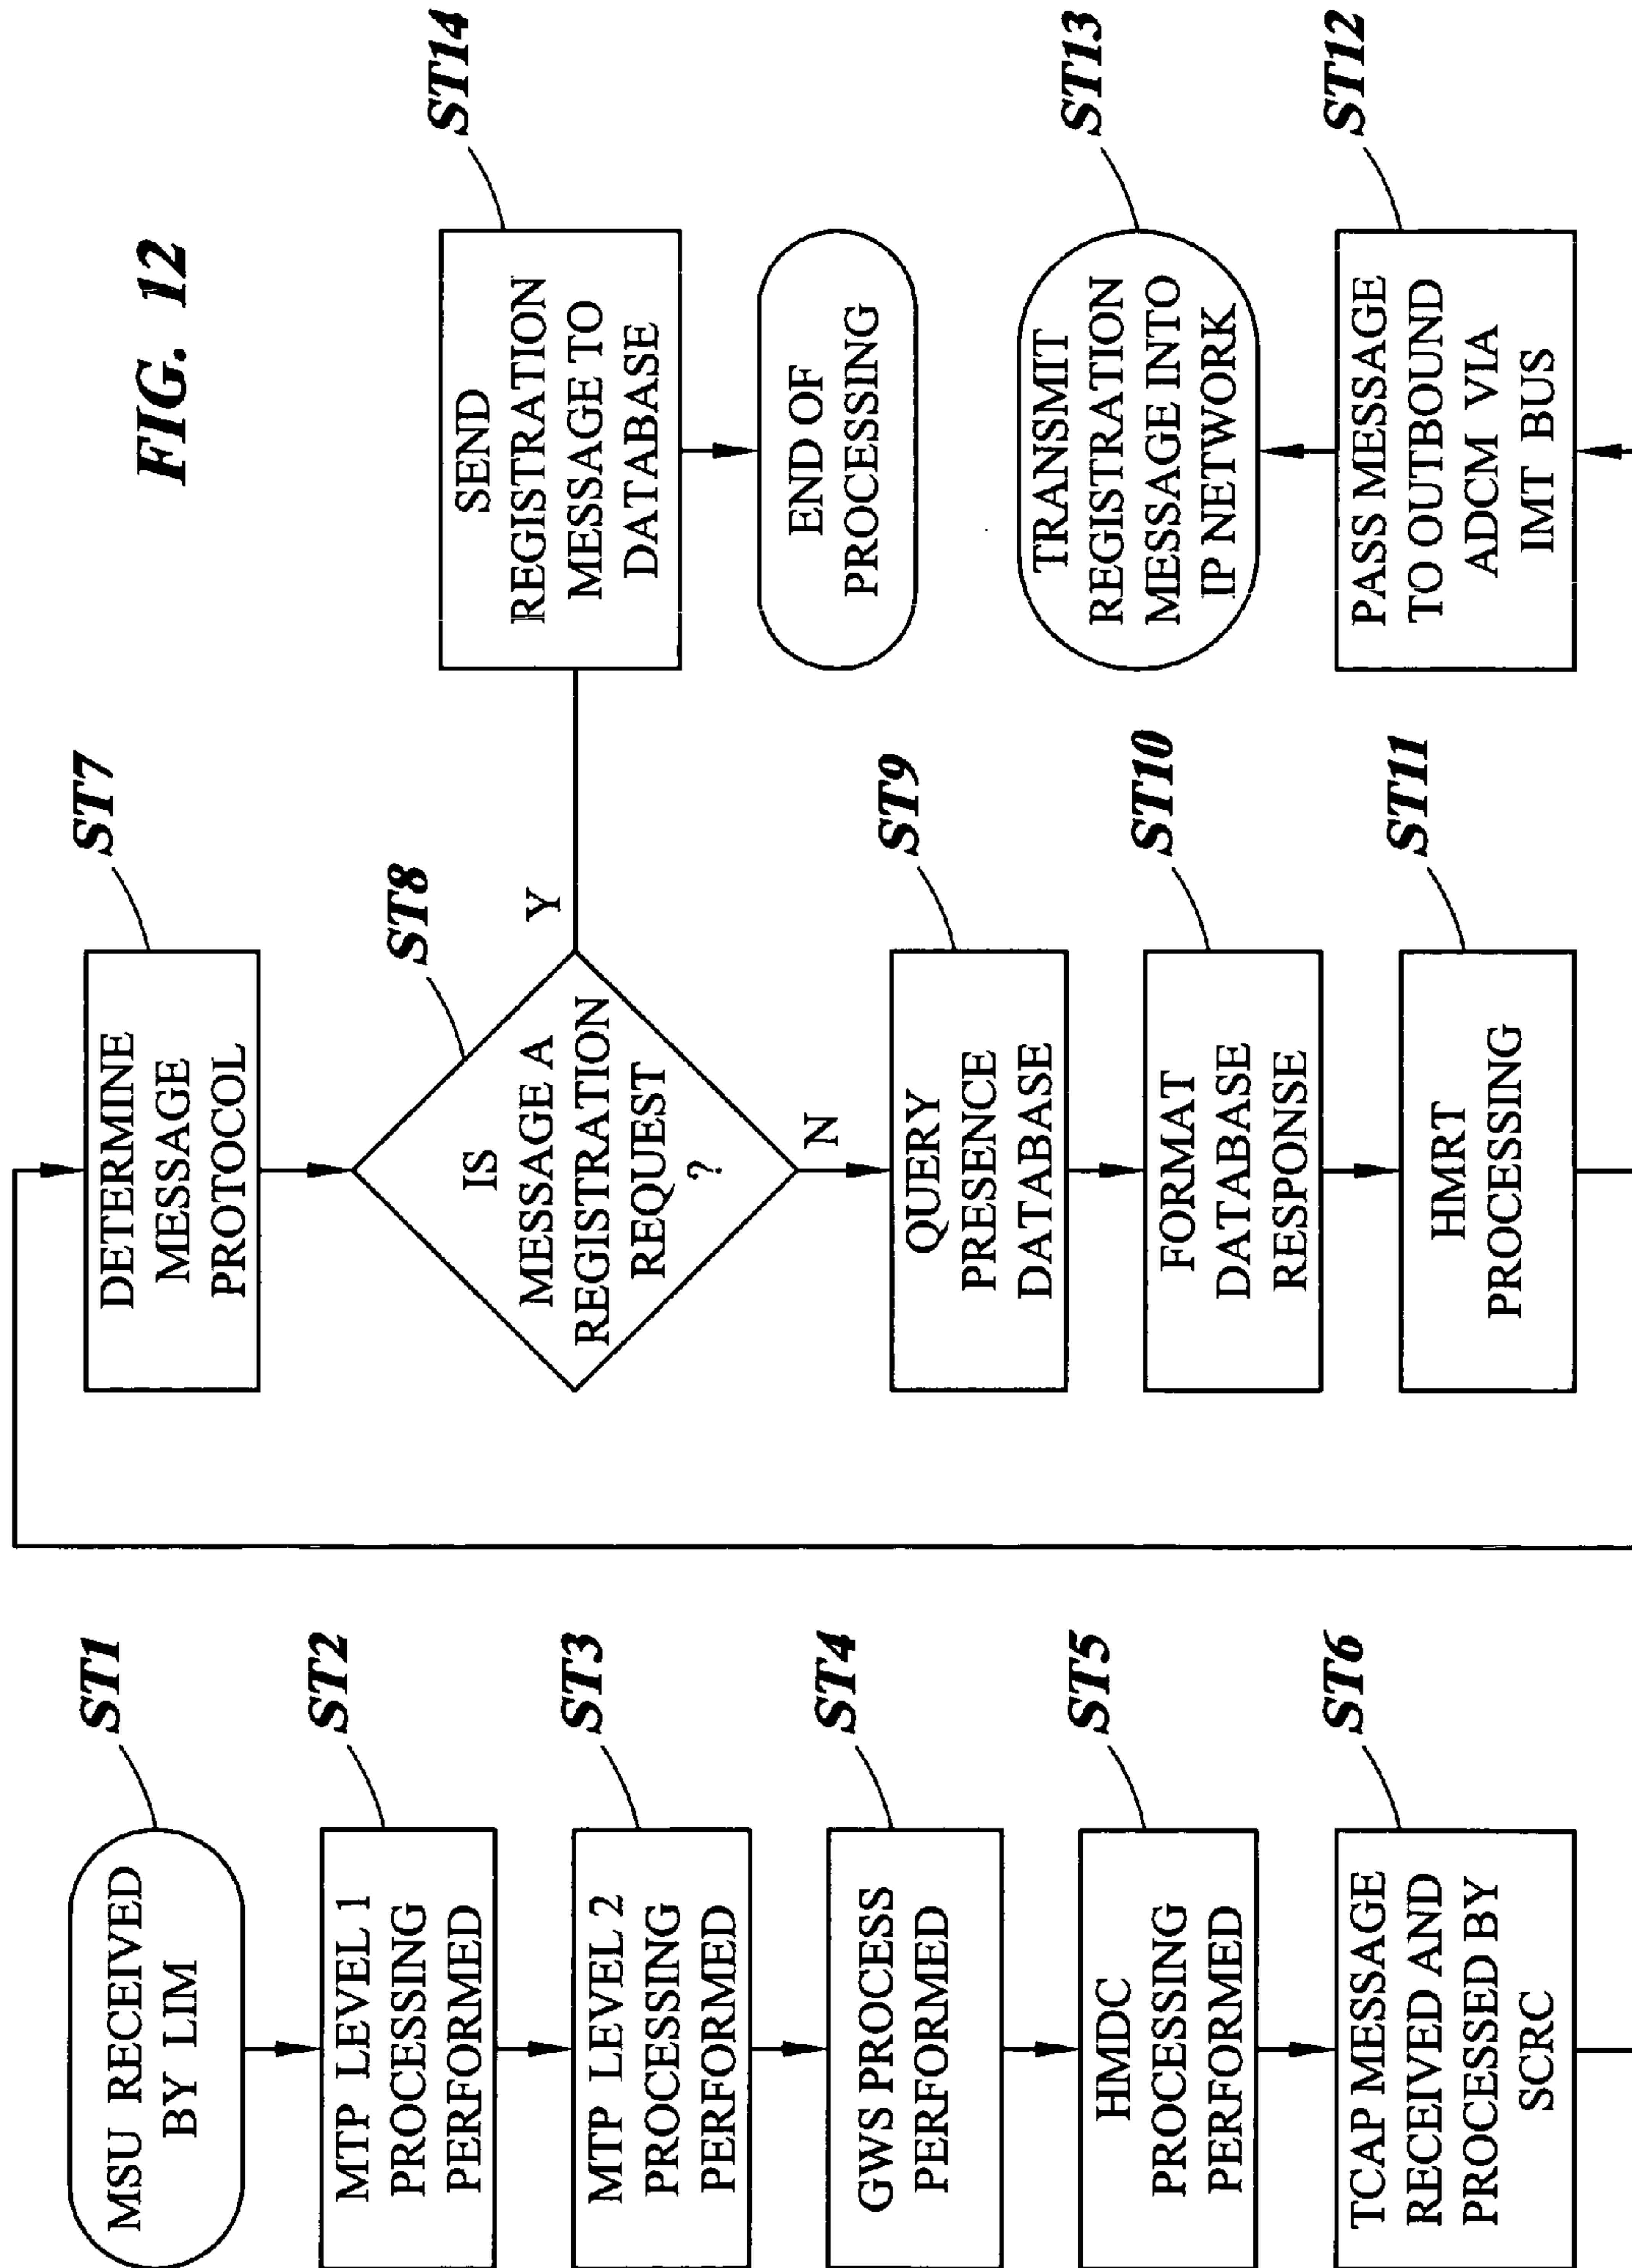 FIG. 12
ST1
MSU RECEIVED
BY LIM
ST2
MTP LEVEL 1
PROCESSING
PERFORMED
ST3
MTP LEVEL 2
PROCESSING
PERFORMED
ST4
GWS PROCESS
PERFORMED
ST5
HMDC
PROCESSING
PERFORMED
ST6
TCAP MESSAGE
RECEIVED AND
PROCESSED BY
SCRC
ST7
DETERMINE
MESSAGE
PROTOCOL
ST8
IS
MESSAGE A
REGISTRATION
REQUEST
?
Y
N
ST9
QUERY
PRESENCE
DATABASE
ST10
FORMAT
DATABASE
RESPONSE
ST11
HMRT
PROCESSING
ST14
SEND
REGISTRATION
MESSAGE TO
DATABASE
END OF
PROCESSING
ST13
TRANSMIT
REGISTRATION
MESSAGE INTO
IP NETWORK
ST12
PASS MESSAGE
TO OUTBOUND
ADCM VIA
IMT BUS